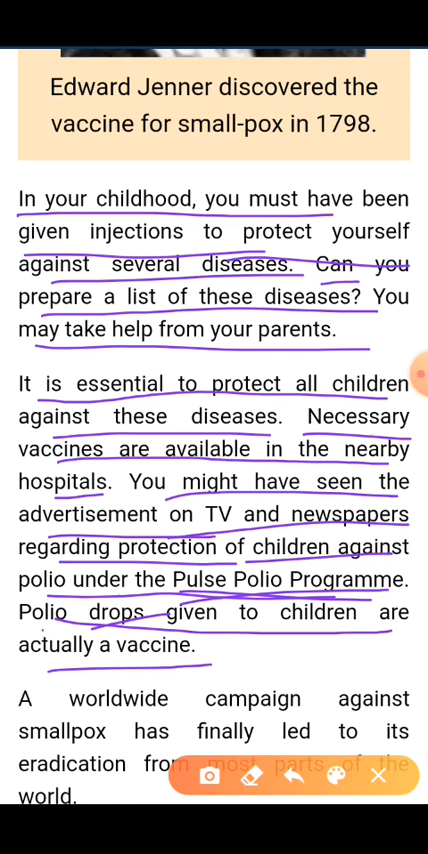 Edward Jenner discovered the
vaccine for small-pox in 1798.
In your childhood, you must have been
given injections to protect yourself
against several diseases. Can you
prepare a list of these diseases? You
may take help from your parents.
It is essential to protect all children
against these diseases. Necessary
vaccines are available in the nearby
hospitals. You might have seen the
advertisement on TV and newspapers
regarding protection of children against
polio under the Pulse Polio Programme.
Polio drops given to children are
actually a vaccine.
A worldwide campaign against
smallpox has finally led to its
eradication from most parts of the
world.